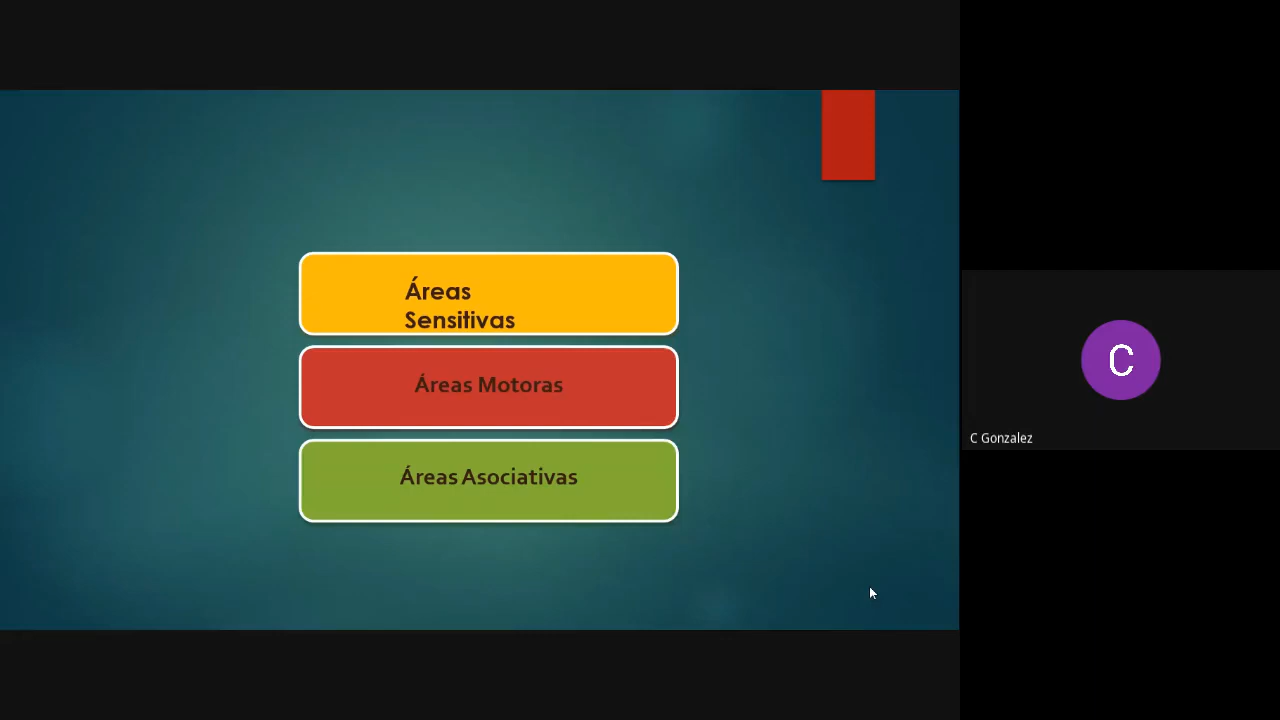 Áreas
Sensitivas
Áreas Motoras
Áreas Asociativas
C
C Gonzalez